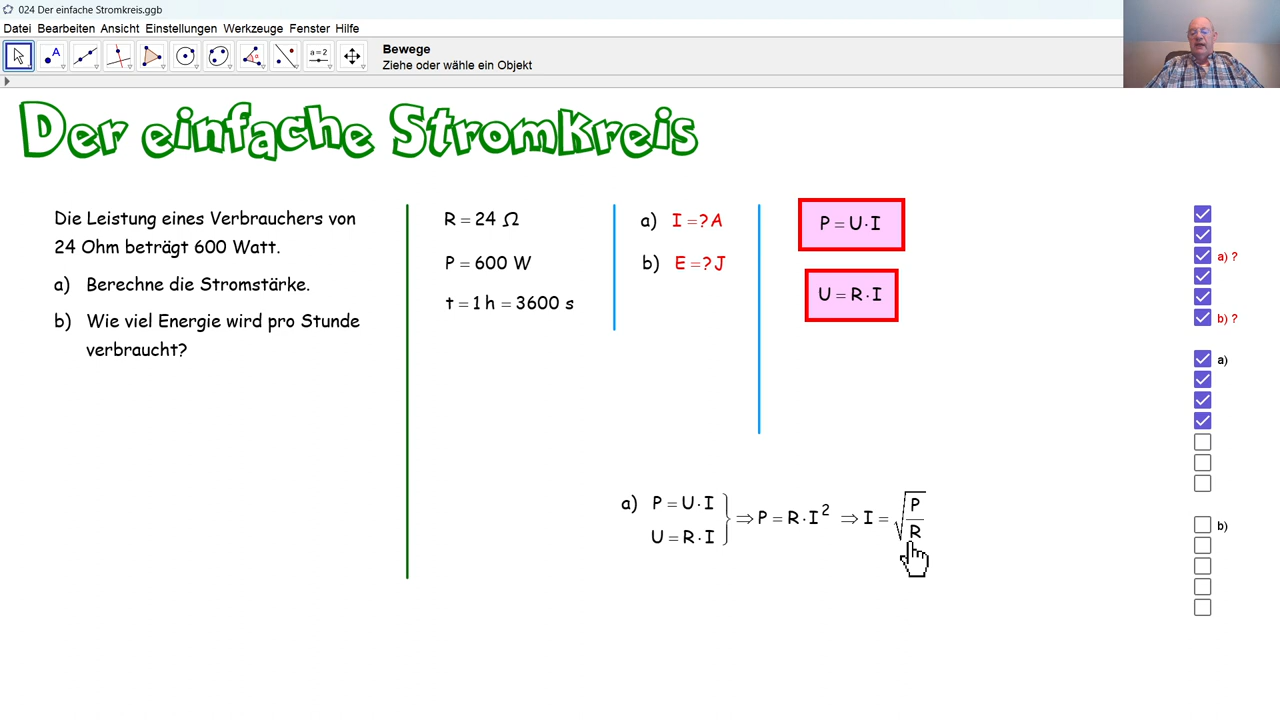 024 Der einfache Stromkreis.ggb
Datei Bearbeiten Ansicht Einstellungen Werkzeuge Fenster Hilfe
A
a=2
Bewege
Ziehe oder wähle ein Objekt
Der einfache Stromkreis
Die Leistung eines Verbrauchers von
24 Ohm beträgt 600 Watt.
a) Berechne die Stromstärke.
b) Wie viel Energie wird pro Stunde
verbraucht?
R = 24 Ω
P = 600 W
t = 1 h = 3600 s
a) I = ? A
b) E = ? J
P = U · I
U = R · I
a) P = U · I
U = R · I
⇒ P = R · I² ⇒ I = √(P/R)
a) ?
b) ?
a)
b)